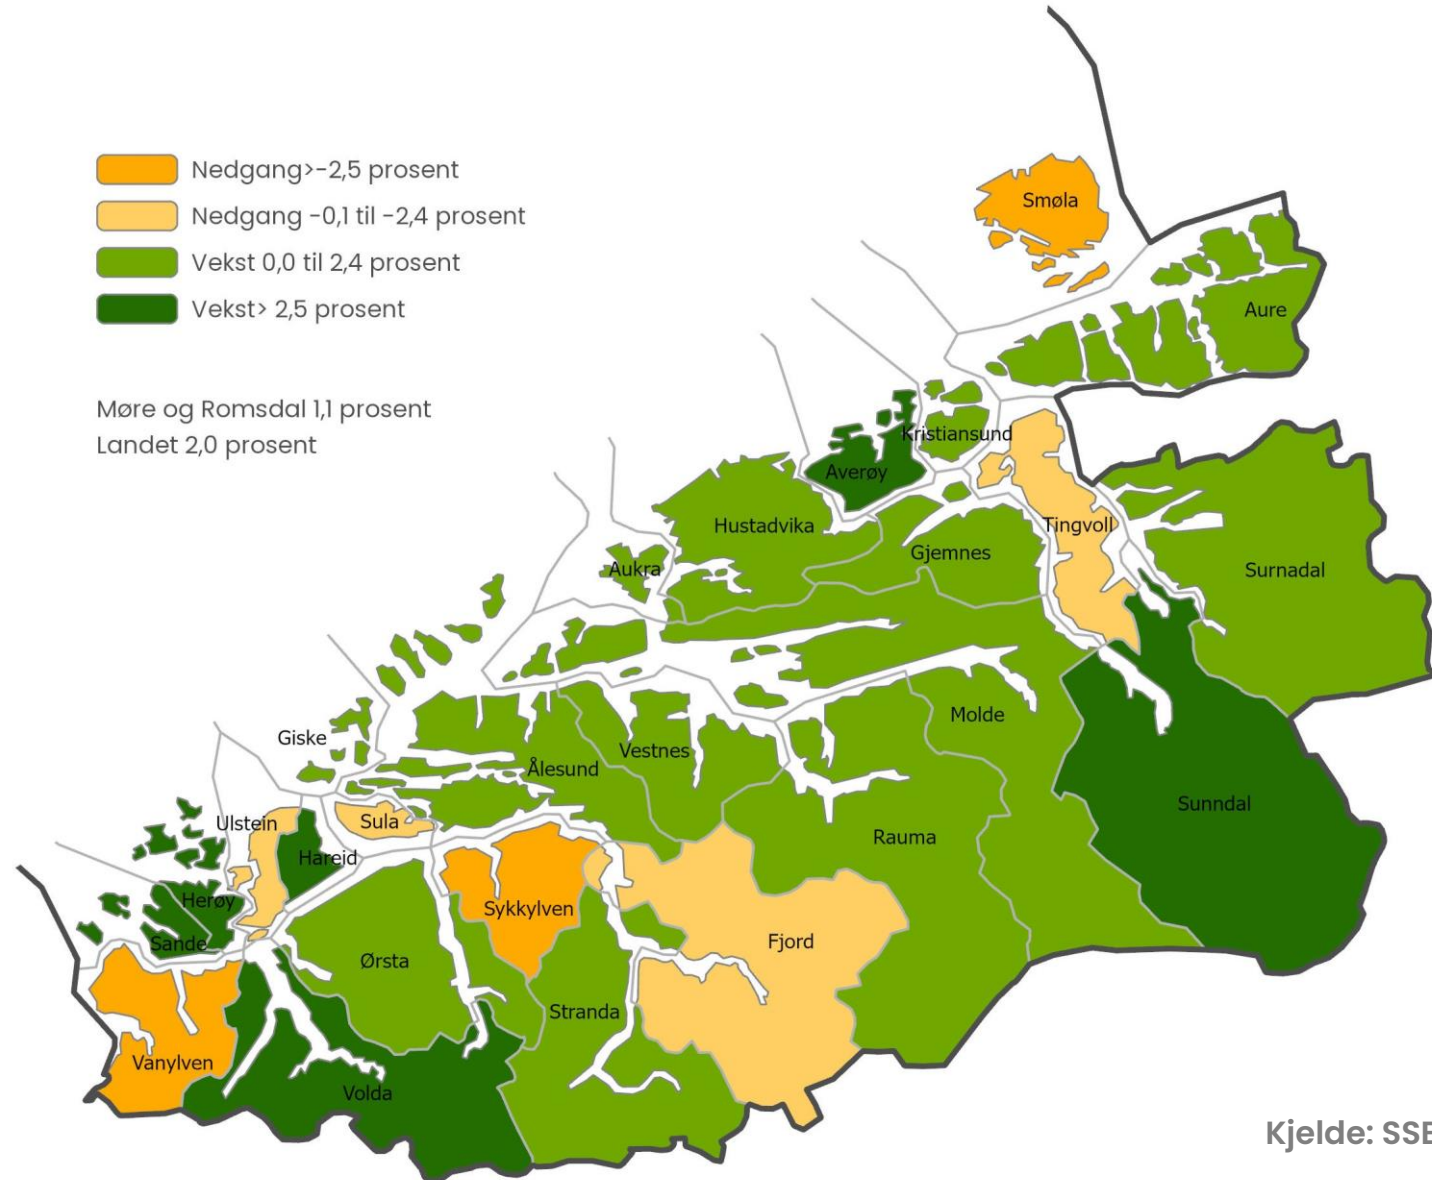 Nedgang>-2,5 prosent
Nedgang -0,1 til -2,4 prosent
Vekst 0,0 til 2,4 prosent
Vekst> 2,5 prosent
Møre og Romsdal 1,1 prosent
Landet 2,0 prosent
Smøla
Aure
Kristiansund
Averøy
Hustadvika
Tingvoll
Gjemnes
Aukra
Surnadal
Molde
Giske
Vestnes
Ålesund
Sunndal
Ulstein
Sula
Rauma
Hareid
Herøy
Sykkylven
Sande
Fjord
Ørsta
Stranda
Vanylven
Volda
Kjelde: SSB